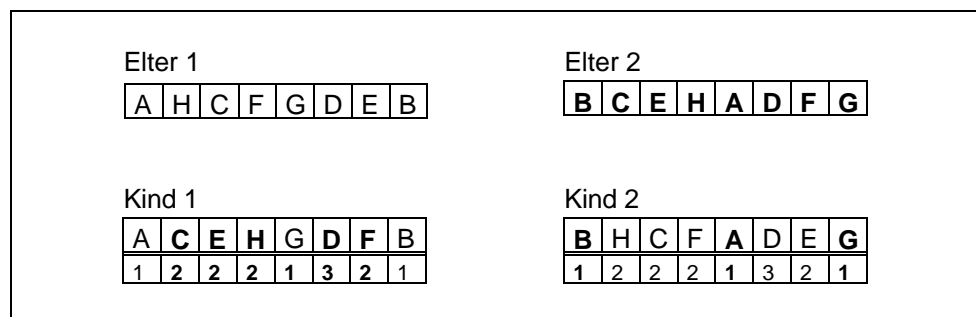 Elter 1
A H C F G D E B
Elter 2
B C E H A D F G
Kind 1
A C E H G D F B
1 2 2 2 1 3 2 1
Kind 2
B H C F A D E G
1 2 2 2 1 3 2 1